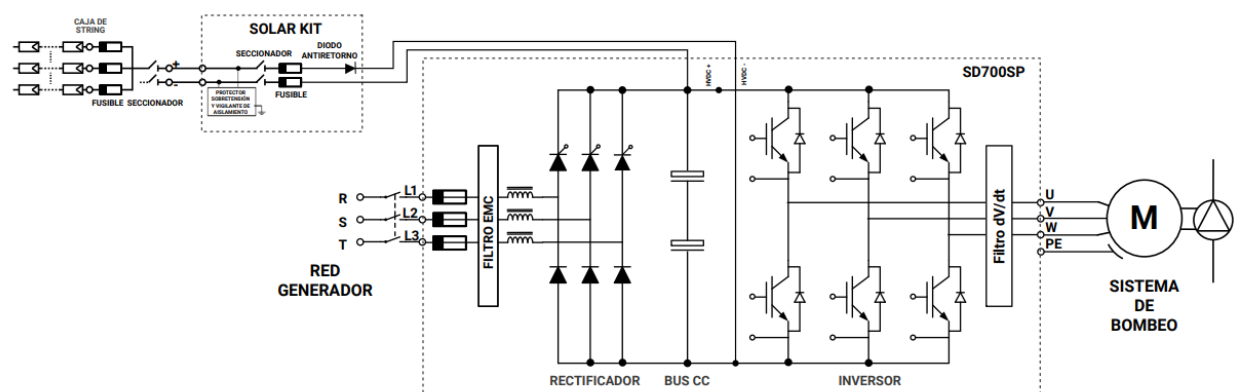 CAJA DE
STRING
SOLAR KIT
SECCIONADOR
DIODO
ANTIRETORNO
+
-
FUSIBLE SECCIONADOR
PROTECTOR
SOBRETENSIÓN
Y VIGILANTE DE
AISLAMIENTO
FUSIBLE
HVDC +
HVDC -
SD700SP
R
L1
S
L2
T
L3
RED
GENERADOR
FILTRO EMC
Filtro dV/dt
U
V
W
PE
M
SISTEMA
DE
BOMBEO
RECTIFICADOR
BUS CC
INVERSOR